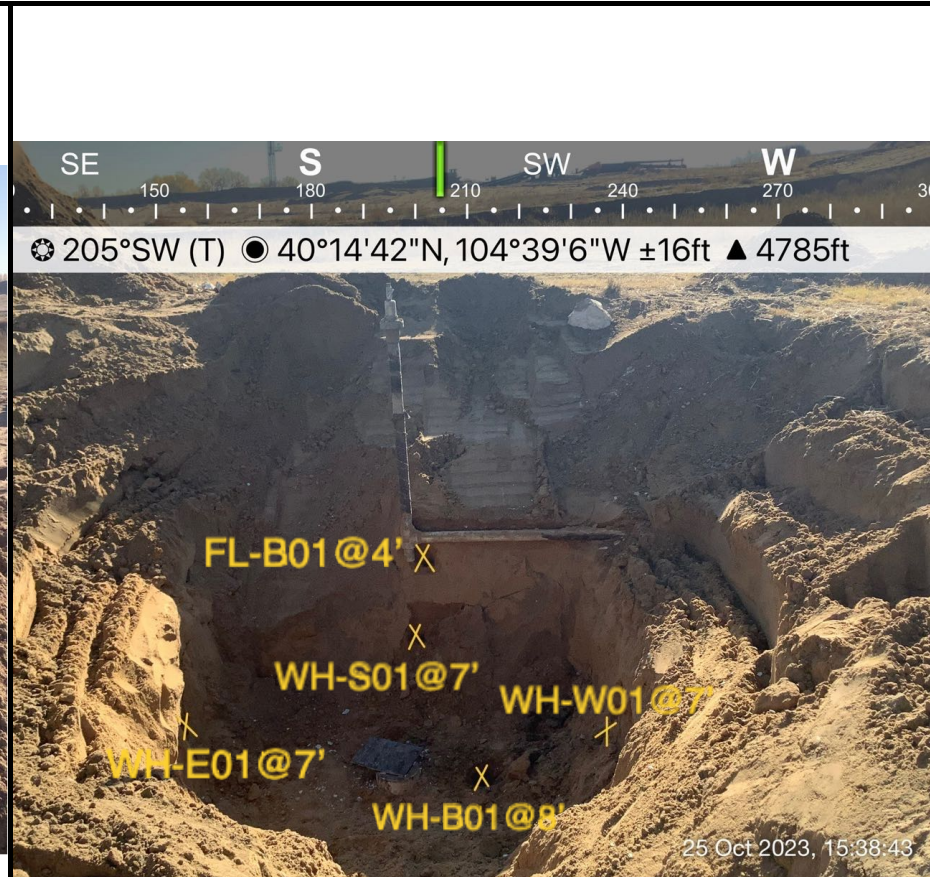 SE S SW W
150 180 210 240 270 30
205°SW (T) 40°14'42"N, 104°39'6"W ±16ft ▲ 4785ft
FL-B01@4'
WH-S01@7'
WH-W01@7'
WH-E01@7'
WH-B01@8'
25 Oct 2023, 15:38:43